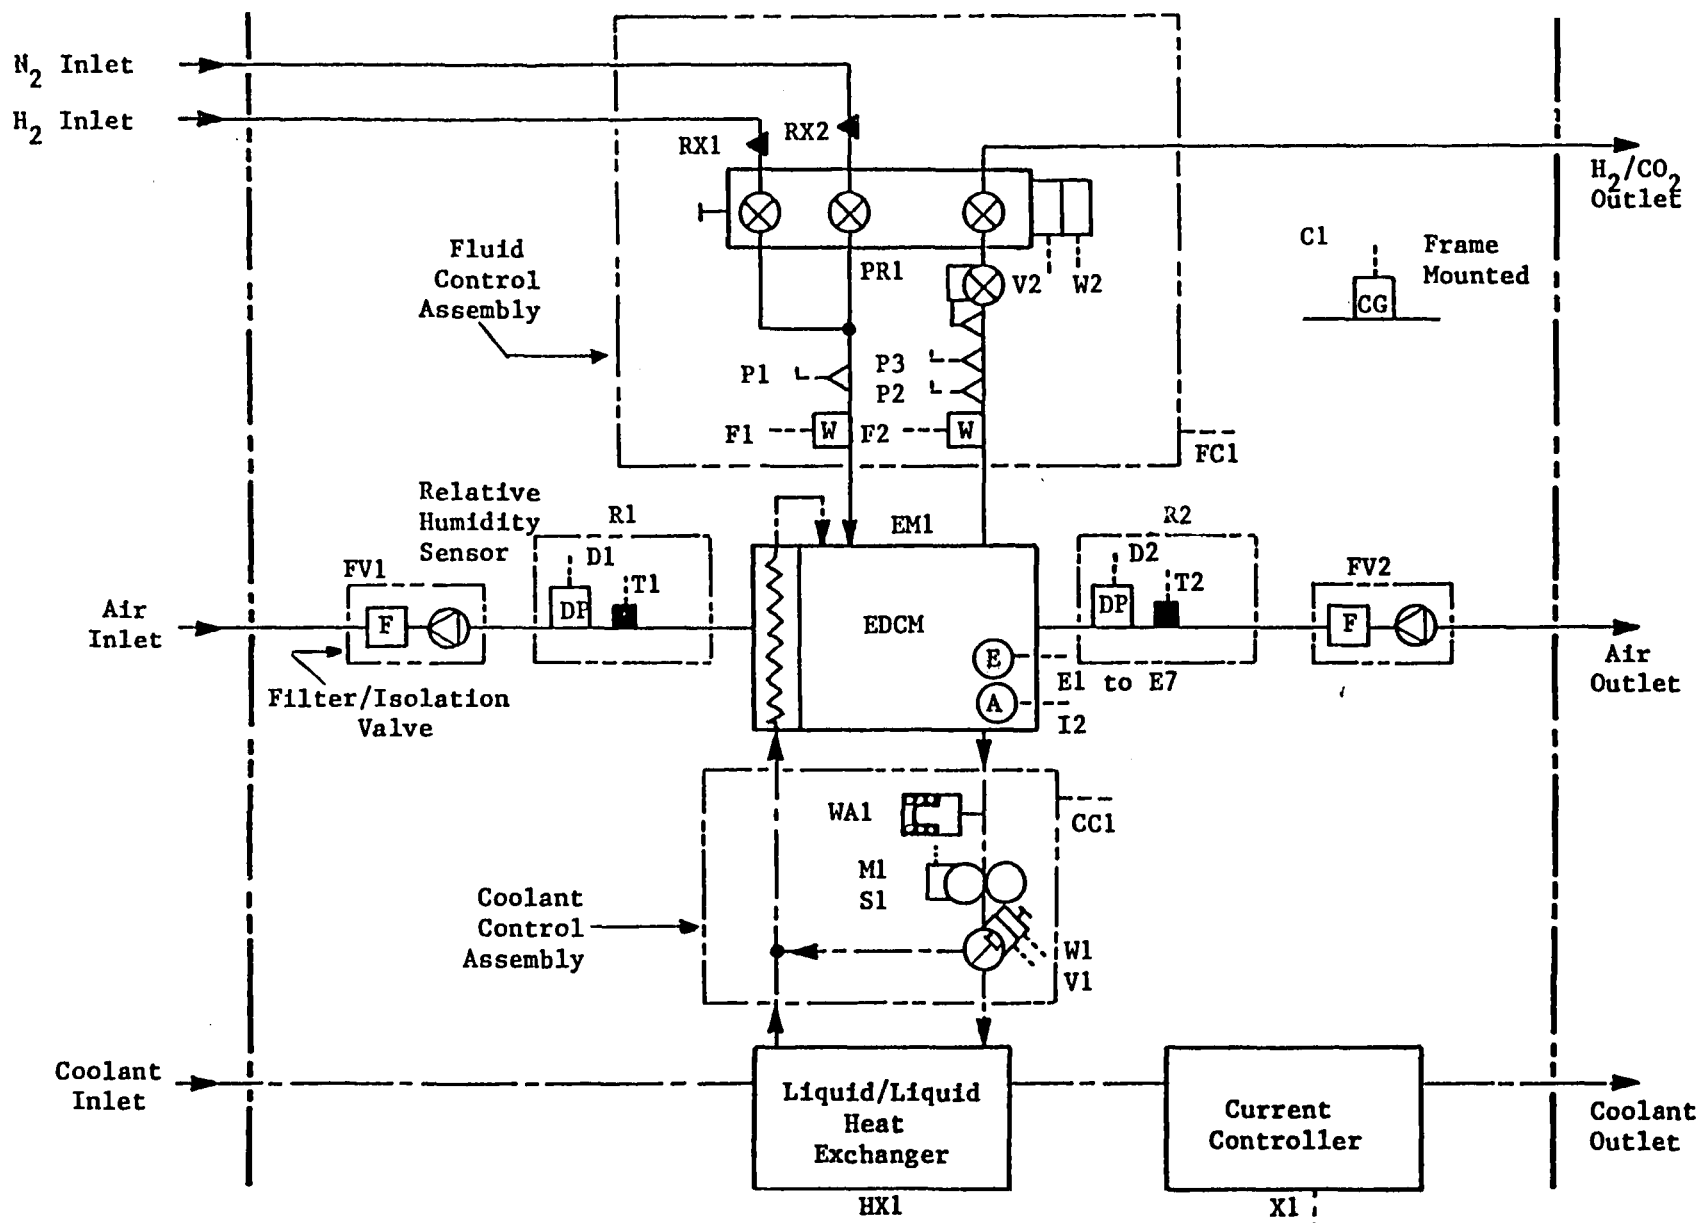 N2 Inlet
H2 Inlet
RX1
RX2
H2/CO2
Outlet
Fluid
Control
Assembly
PR1
V2
W2
C1
Frame
Mounted
CG
P1
P3
P2
F1
W
F2
W
FC1
Relative
Humidity
Sensor
R1
D1
T1
DP
EM1
R2
D2
T2
DP
FV1
F
FV2
F
Air
Inlet
EDCM
E
E1 to E7
A
I2
Air
Outlet
Filter/Isolation
Valve
WA1
CC1
M1
S1
Coolant
Control
Assembly
W1
V1
Coolant
Inlet
Liquid/Liquid
Heat
Exchanger
HX1
Current
Controller
X1
Coolant
Outlet